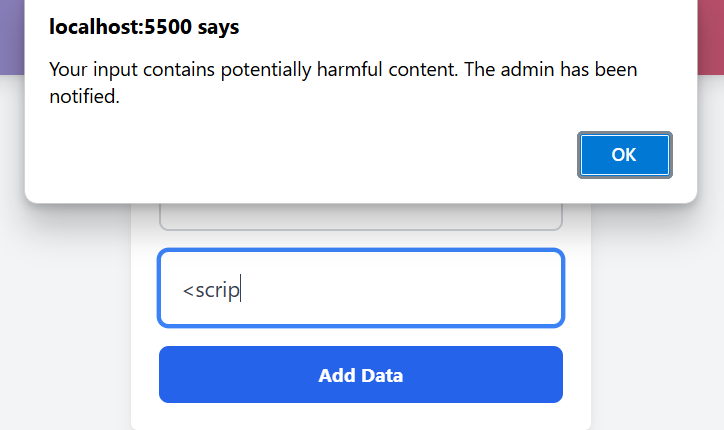 localhost:5500 says
Your input contains potentially harmful content. The admin has been
notified.
OK
<scrip
Add Data